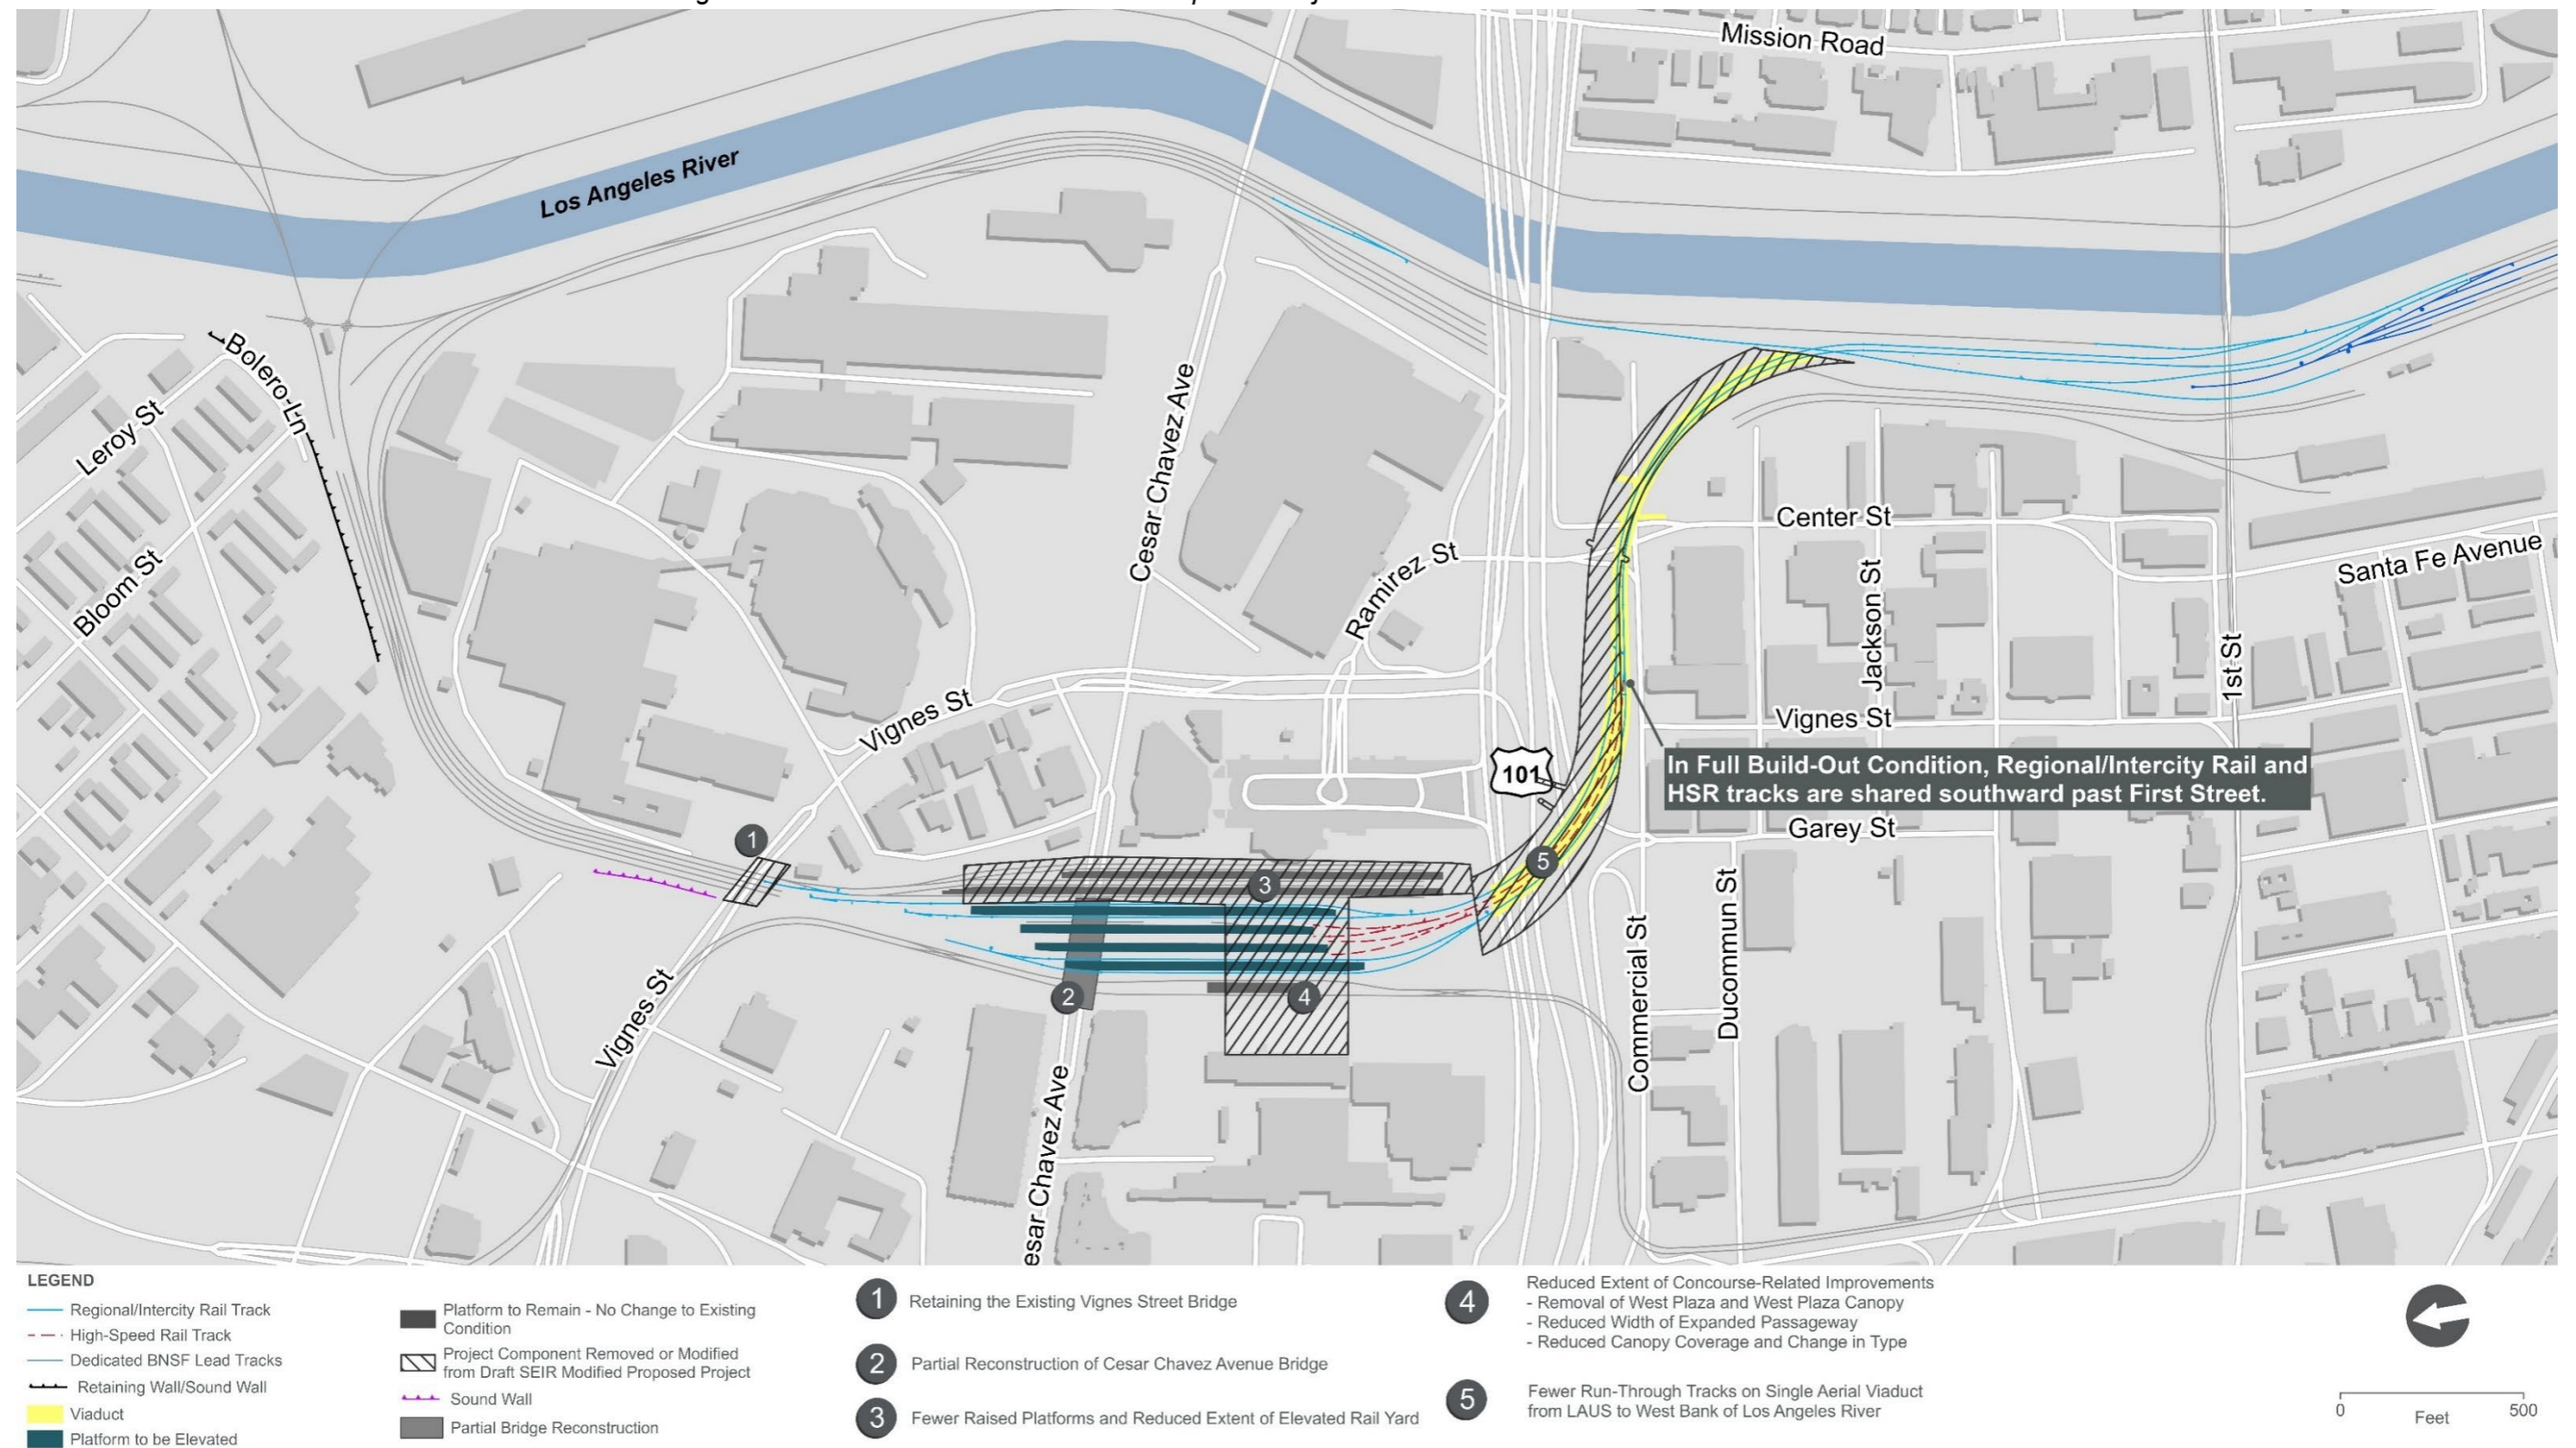 Mission Road
Los Angeles River
Bolero Ln
Leroy St
Bloom St
Cesar Chavez Ave
Ramirez St
Center St
Jackson St
Santa Fe Avenue
1st St
Vignes St
Vignes St
101
In Full Build-Out Condition, Regional/Intercity Rail and
HSR tracks are shared southward past First Street.
Garey St
1
3
5
2
4
Vignes St
Commercial St
Ducommun St
esar Chavez Ave
LEGEND
Regional/Intercity Rail Track
High-Speed Rail Track
Dedicated BNSF Lead Tracks
Retaining Wall/Sound Wall
Viaduct
Platform to be Elevated
Platform to Remain - No Change to Existing
Condition
Project Component Removed or Modified
from Draft SEIR Modified Proposed Project
Sound Wall
Partial Bridge Reconstruction
1 Retaining the Existing Vignes Street Bridge
2 Partial Reconstruction of Cesar Chavez Avenue Bridge
3 Fewer Raised Platforms and Reduced Extent of Elevated Rail Yard
4 Reduced Extent of Concourse-Related Improvements
- Removal of West Plaza and West Plaza Canopy
- Reduced Width of Expanded Passageway
- Reduced Canopy Coverage and Change in Type
5 Fewer Run-Through Tracks on Single Aerial Viaduct
from LAUS to West Bank of Los Angeles River
0 500
Feet